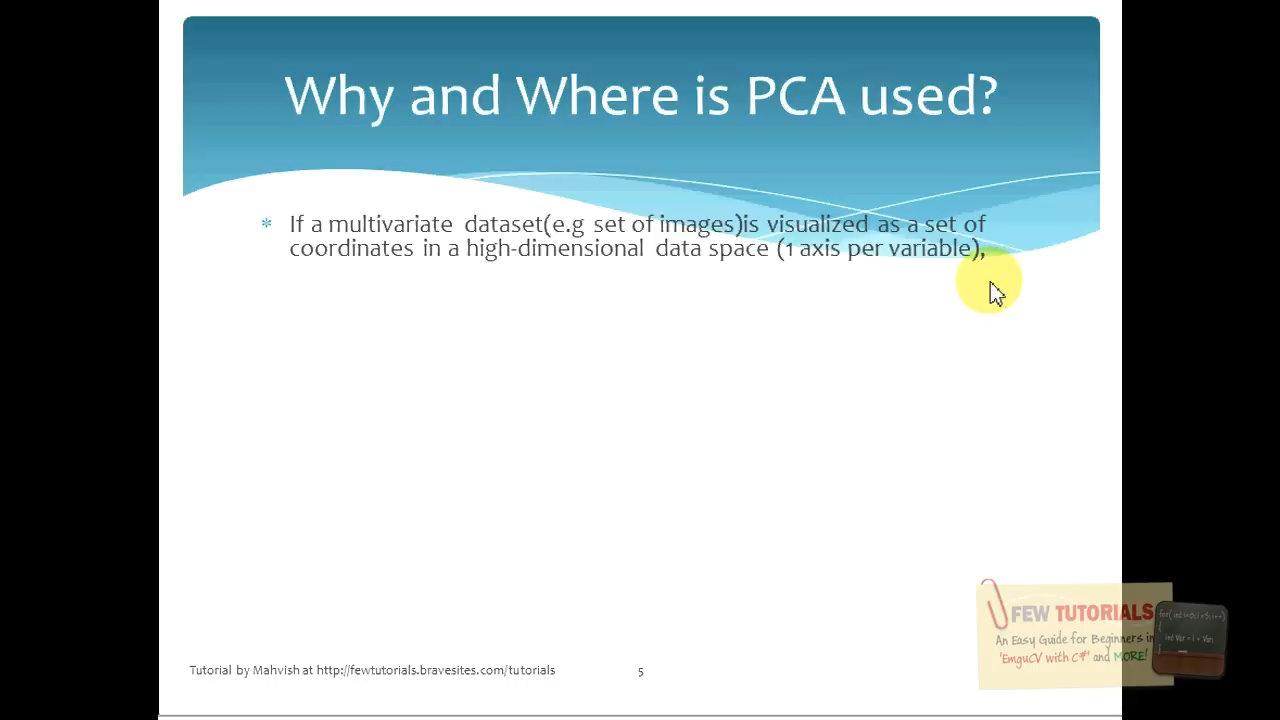 Why and Where is PCA used?
* If a multivariate dataset(e.g set of images)is visualized as a set of
coordinates in a high-dimensional data space (1 axis per variable),
FEW TUTORIALS
An Easy Guide for Beginners in
'EmguCV with C#' and MORE!
Tutorial by Mahvish at http://fewtutorials.bravesites.com/tutorials
5